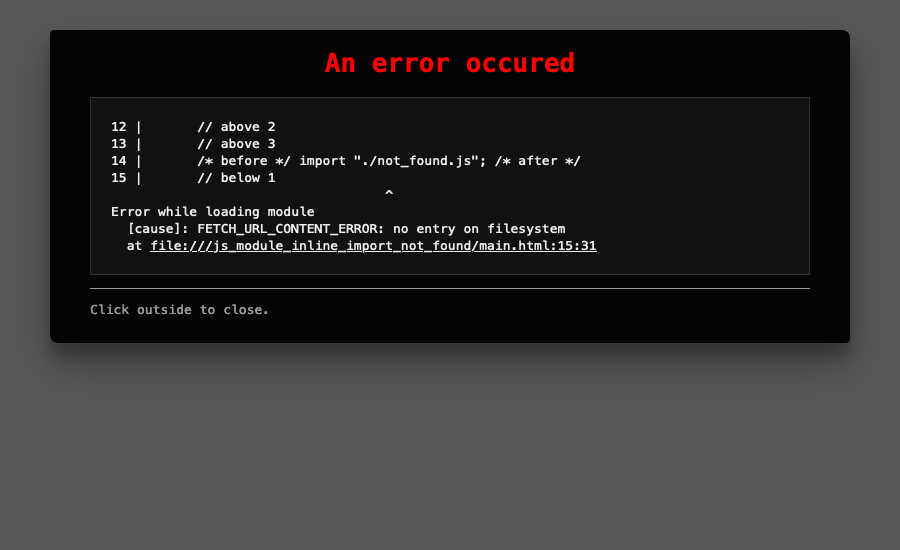 An error occured
12 |       // above 2
13 |       // above 3
14 |       /* before */ import "./not_found.js"; /* after */
15 |       // below 1
                                   ^
Error while loading module
  [cause]: FETCH_URL_CONTENT_ERROR: no entry on filesystem
  at file:///js_module_inline_import_not_found/main.html:15:31
Click outside to close.